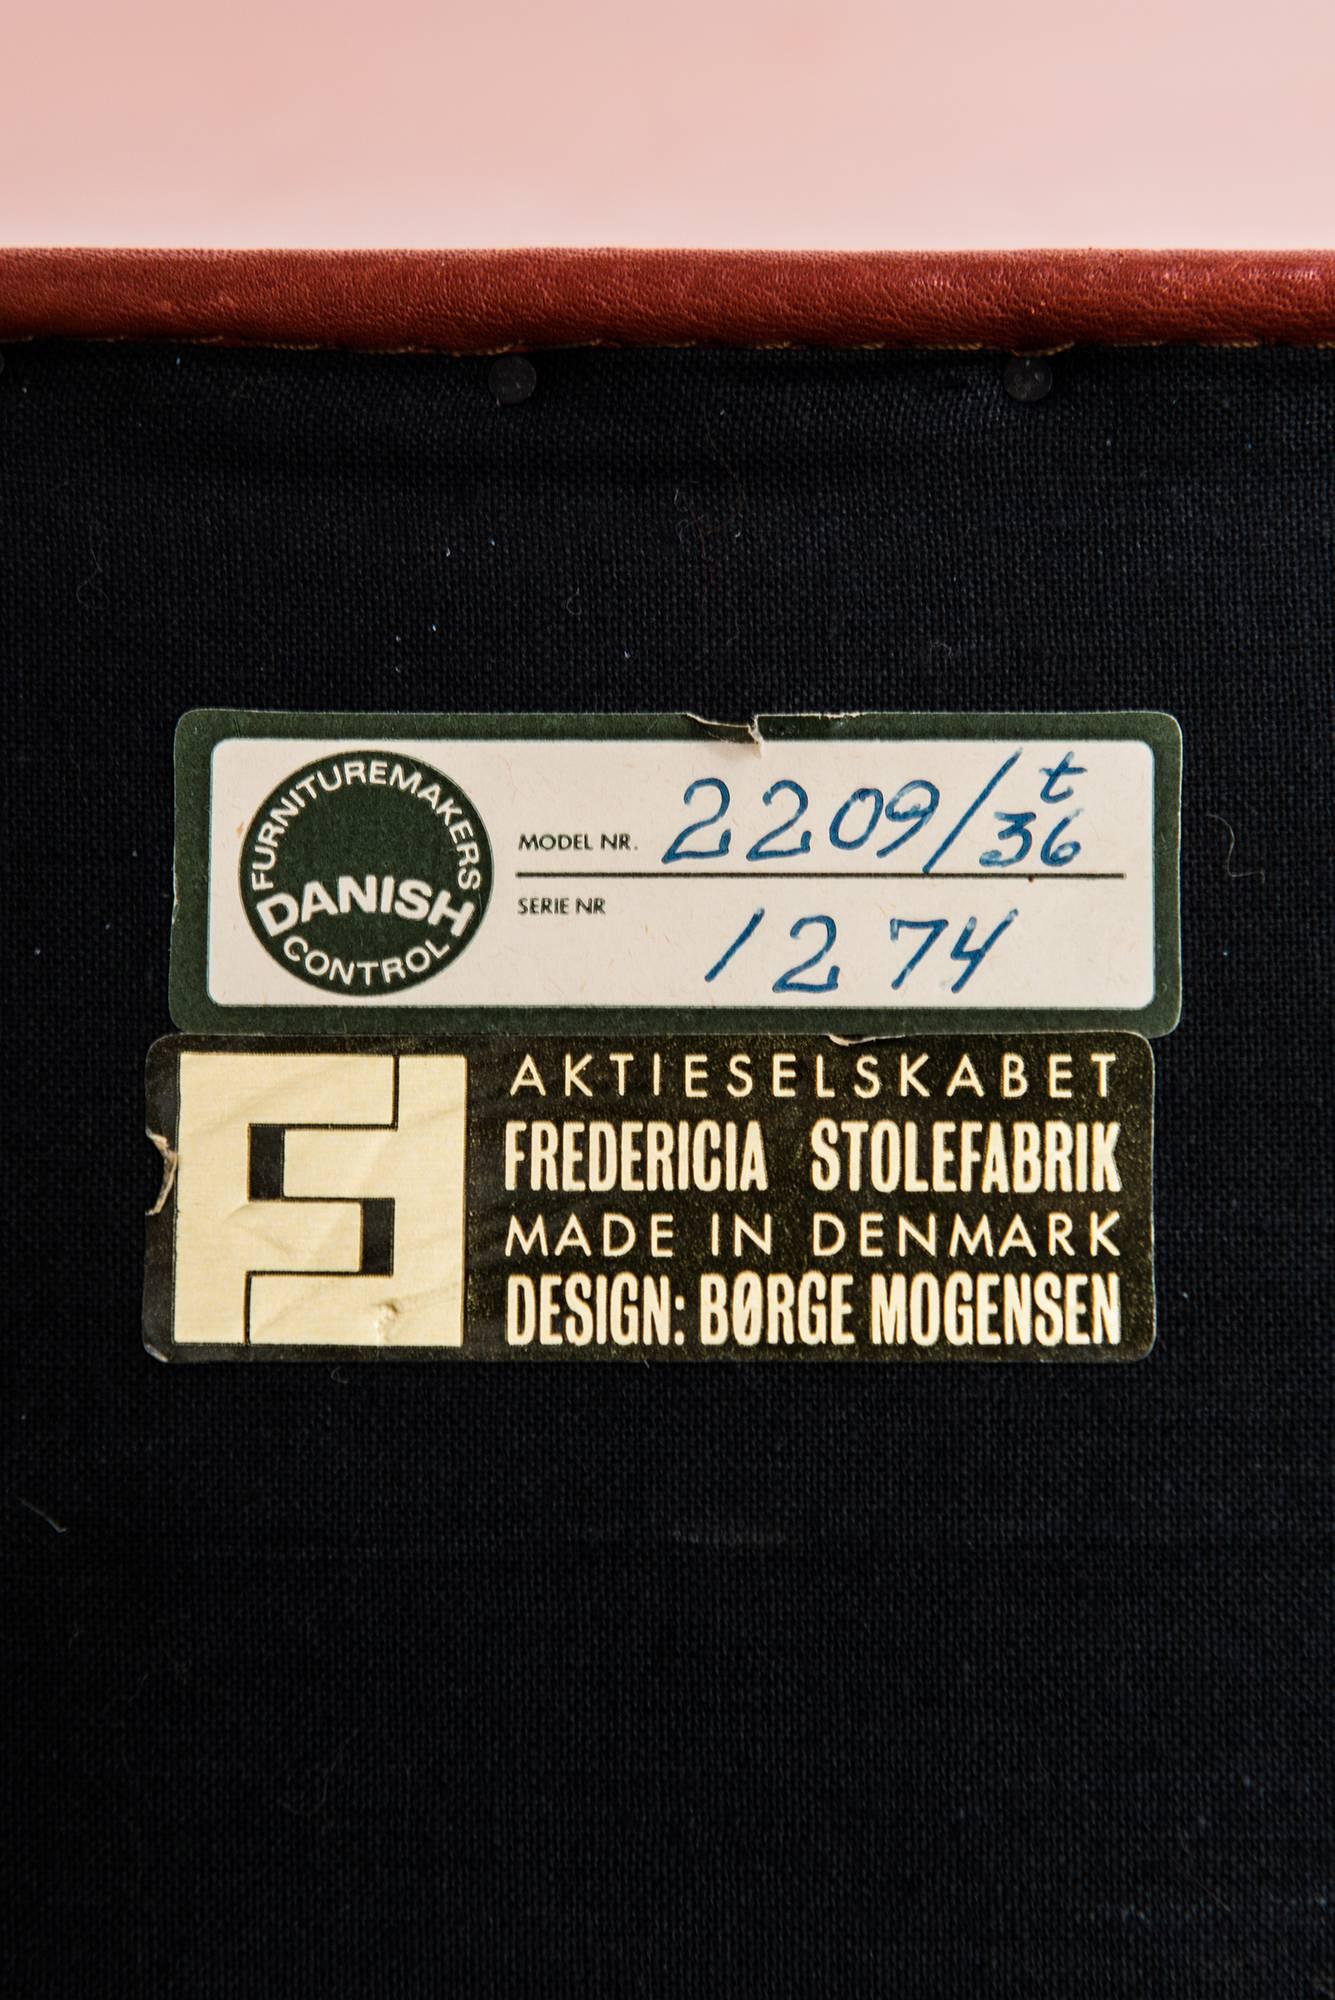 FURNITUREMAKERS
DANISH
CONTROL
MODEL NR. 2209/36 t
SERIE NR 1274
AKTIESELSKABET
FREDERICIA STOLEFABRIK
MADE IN DENMARK
DESIGN: BØRGE MOGENSEN